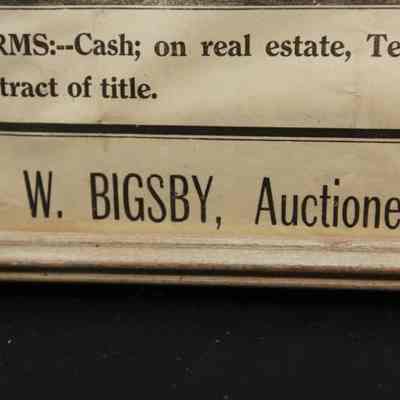 RMS:--Cash; on real estate, Te
tract of title.
W. BIGSBY, Auctione